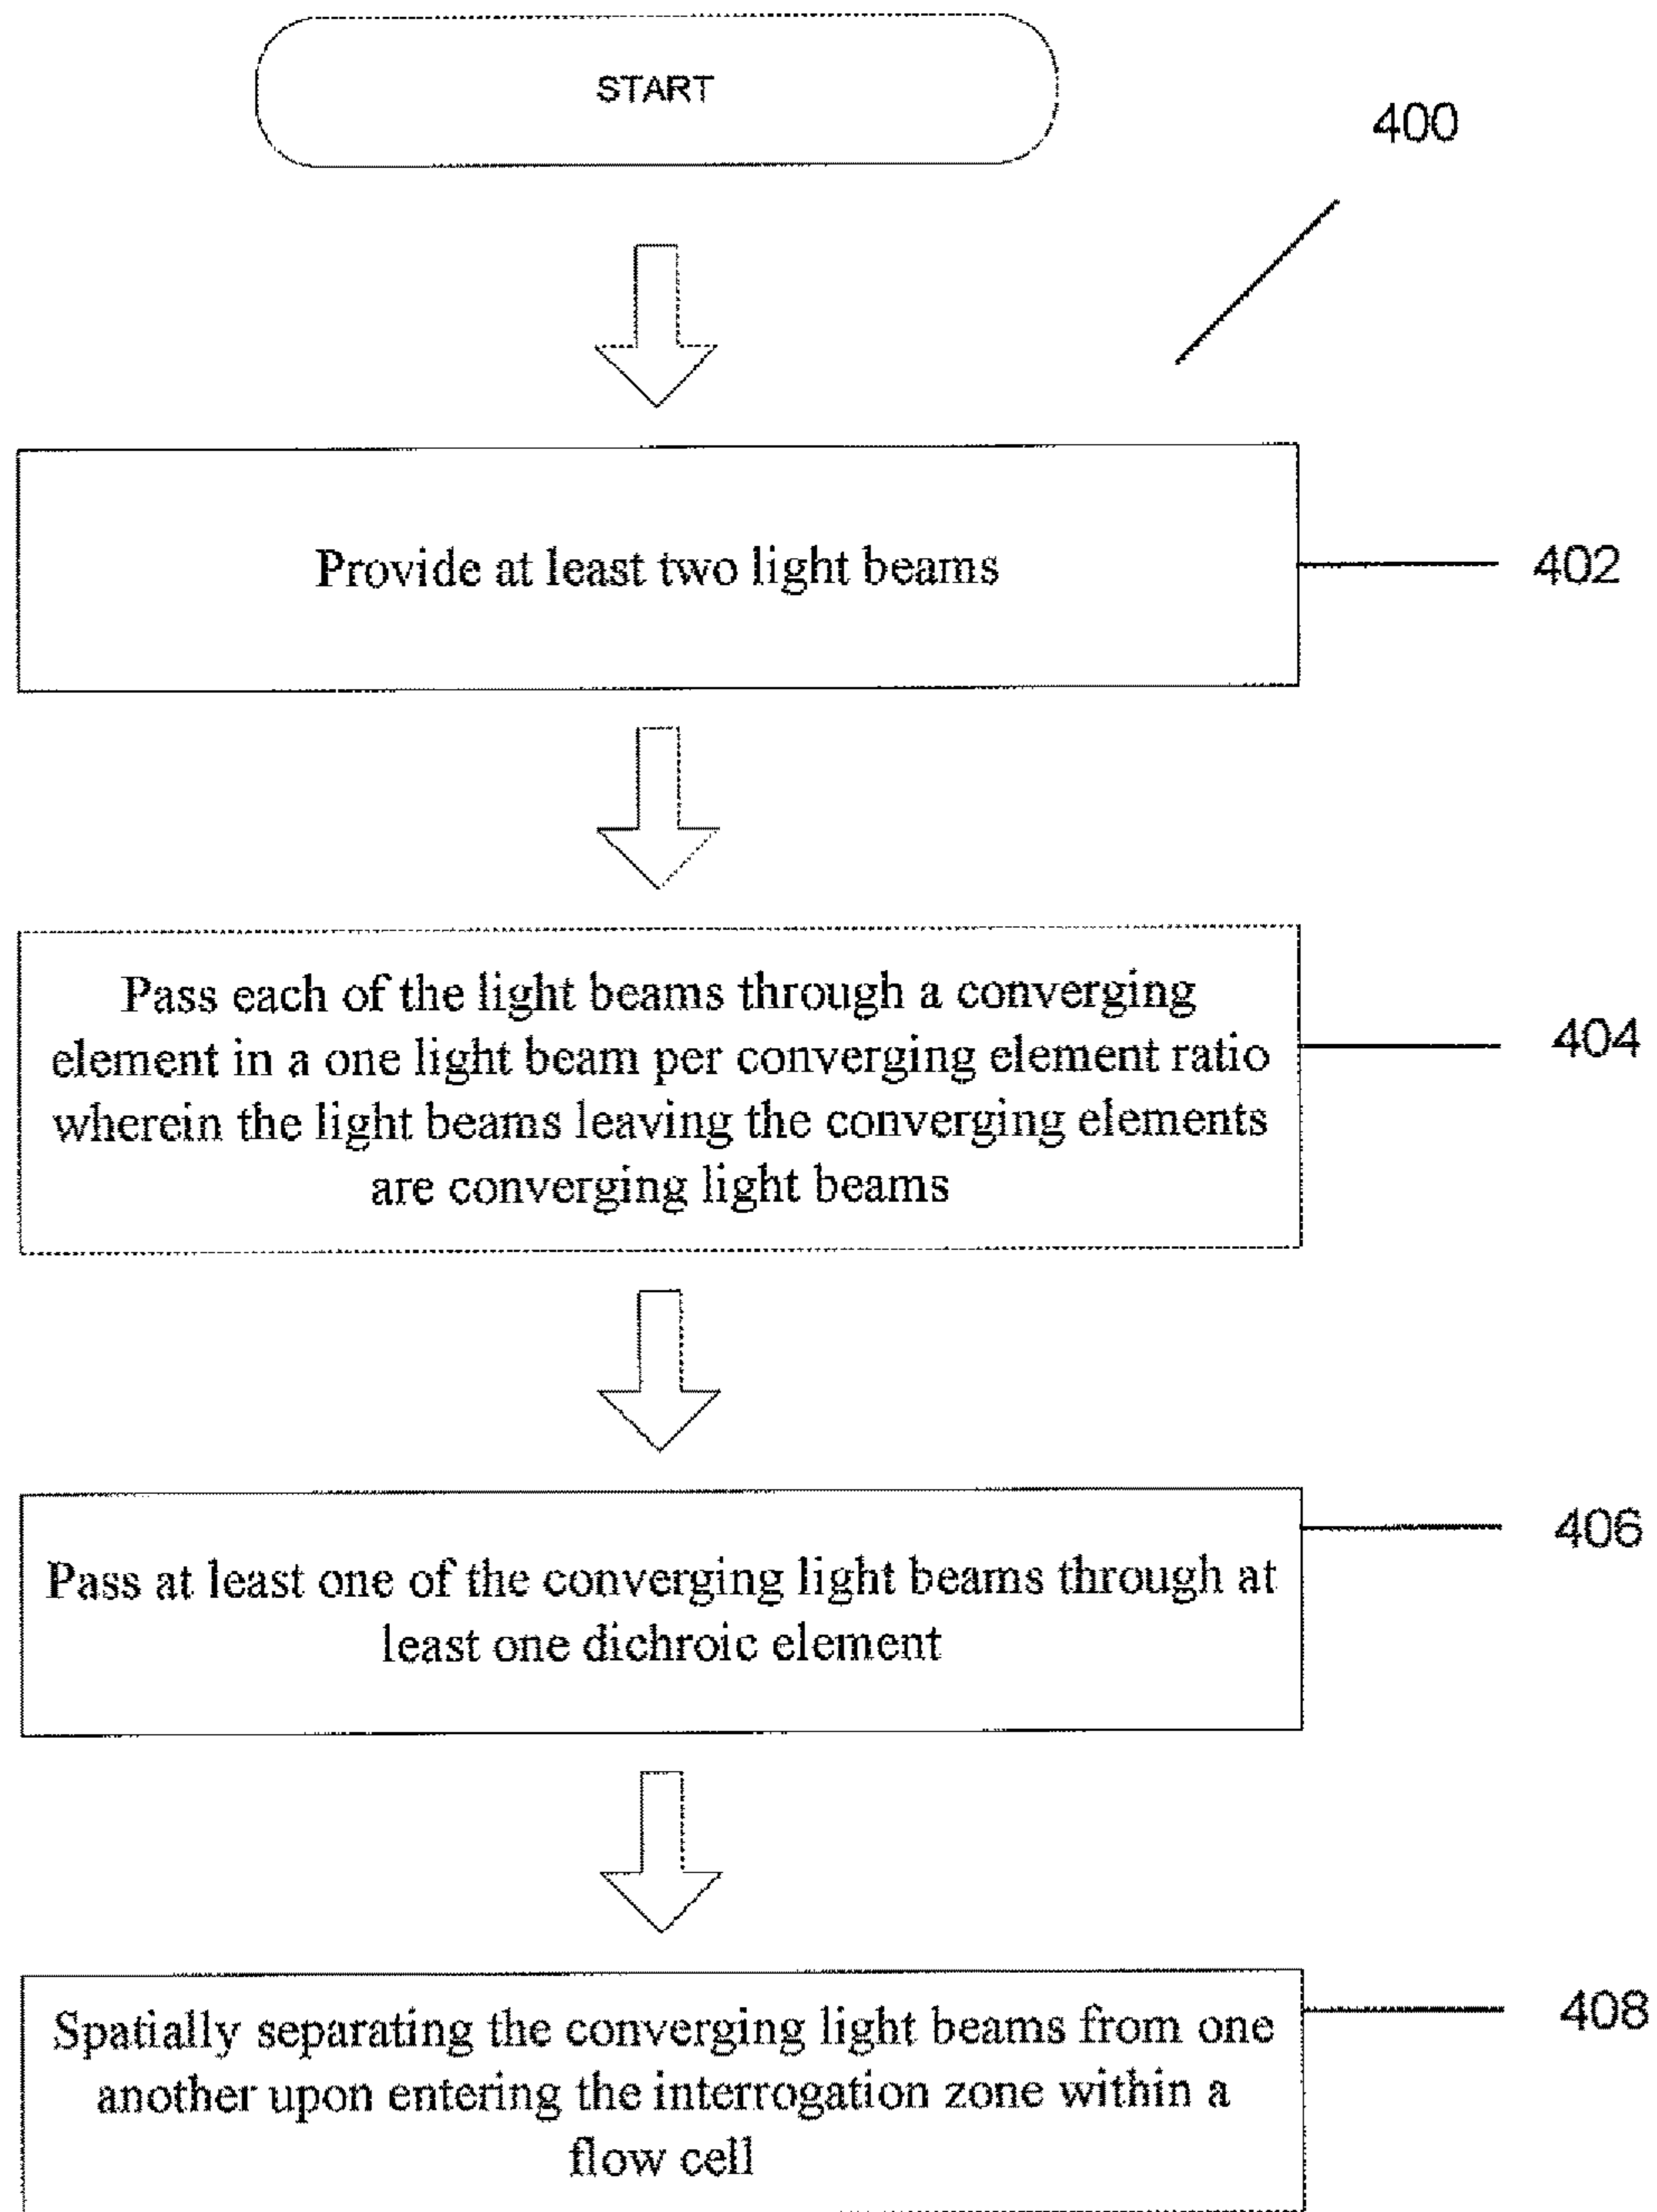 START
400
Provide at least two light beams
402
Pass each of the light beams through a converging
element in a one light beam per converging element ratio
wherein the light beams leaving the converging elements
are converging light beams
404
Pass at least one of the converging light beams through at
least one dichroic element
406
Spatially separating the converging light beams from one
another upon entering the interrogation zone within a
flow cell
408